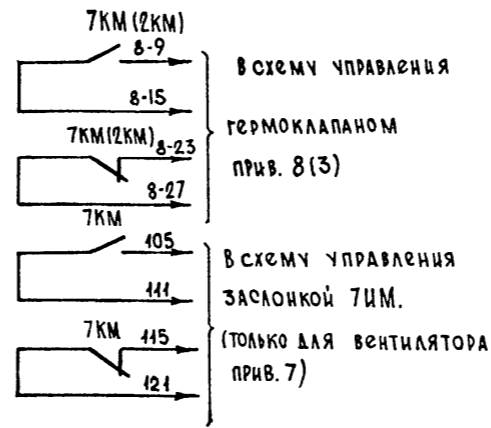 7КМ (2КМ)
8-9
8-15
В схему управления
гермоклапаном
прив. 8(3)
7КМ(2КМ)
8-23
8-27
7КМ
105
111
В схему управления
заслонкой 7ИМ.
(только для вентилятора
прив. 7)
7КМ
115
121